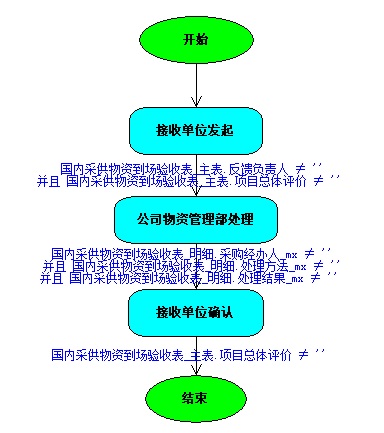 开始
接收单位发起
国内采供物资到场验收表_主表.反馈负责人 ≠ ''
并且 国内采供物资到场验收表_主表.项目总体评价 ≠ ''
公司物资管理部处理
国内采供物资到场验收表_明细.采购经办人_mx ≠ ''
并且 国内采供物资到场验收表_明细.处理方法_mx ≠ ''
并且 国内采供物资到场验收表_明细.处理结果_mx ≠ ''
接收单位确认
国内采供物资到场验收表_主表.项目总体评价 ≠ ''
结束